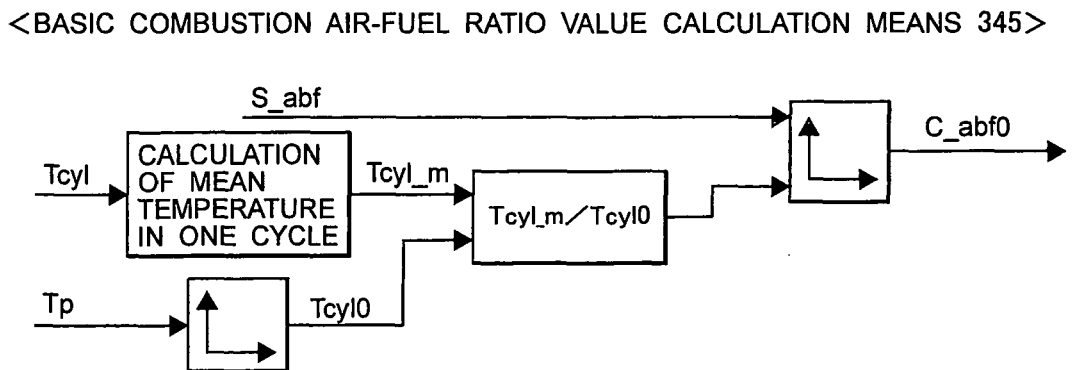 <BASIC COMBUSTION AIR-FUEL RATIO VALUE CALCULATION MEANS 345>
S_abf
C_abf0
Tcyl
CALCULATION
OF MEAN
TEMPERATURE
IN ONE CYCLE
Tcyl_m
Tcyl_m/Tcyl0
Tp
Tcyl0